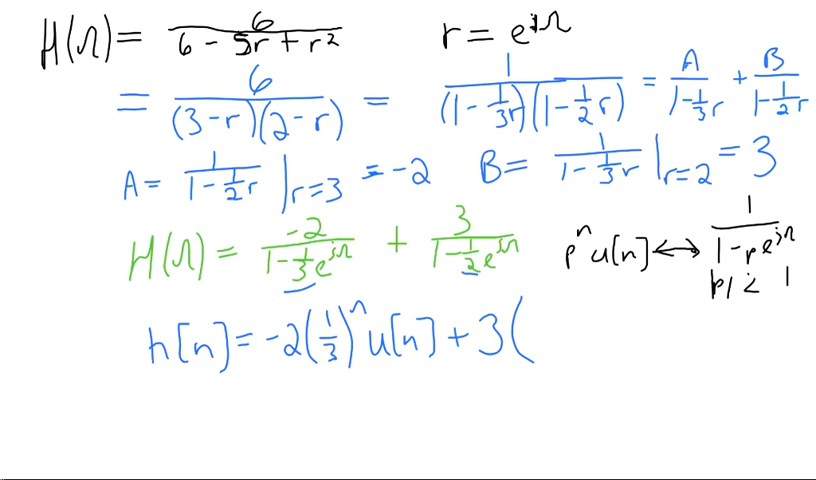 H(Ω) = 6 / (6 - 5r + r²)    r = e^{jΩ}
= 6 / ((3-r)(2-r)) = 1 / ((1-⅓r)(1-½r)) = A / (1-⅓r) + B / (1-½r)
A = 1 / (1-½r) |_{r=3} = -2    B = 1 / (1-⅓r) |_{r=2} = 3
H(Ω) = -2 / (1-⅓e^{jΩ}) + 3 / (1-½e^{jΩ})    pⁿu[n] ↔ 1 / (1-pe^{jΩ})
|p| < 1
h[n] = -2(⅓)ⁿ u[n] + 3(